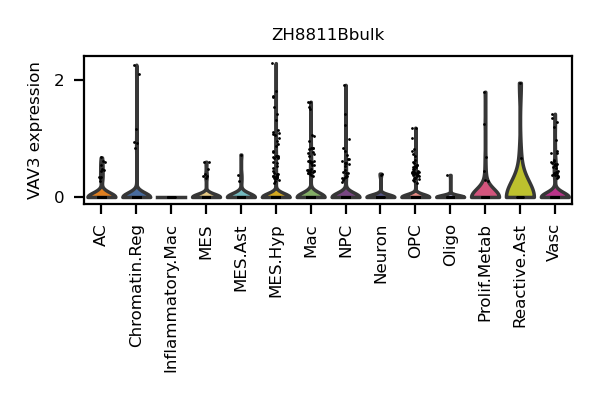 ZH8811Bbulk
VAV3 expression
2
0
AC
Chromatin.Reg
Inflammatory.Mac
MES
MES.Ast
MES.Hyp
Mac
NPC
Neuron
OPC
Oligo
Prolif.Metab
Reactive.Ast
Vasc